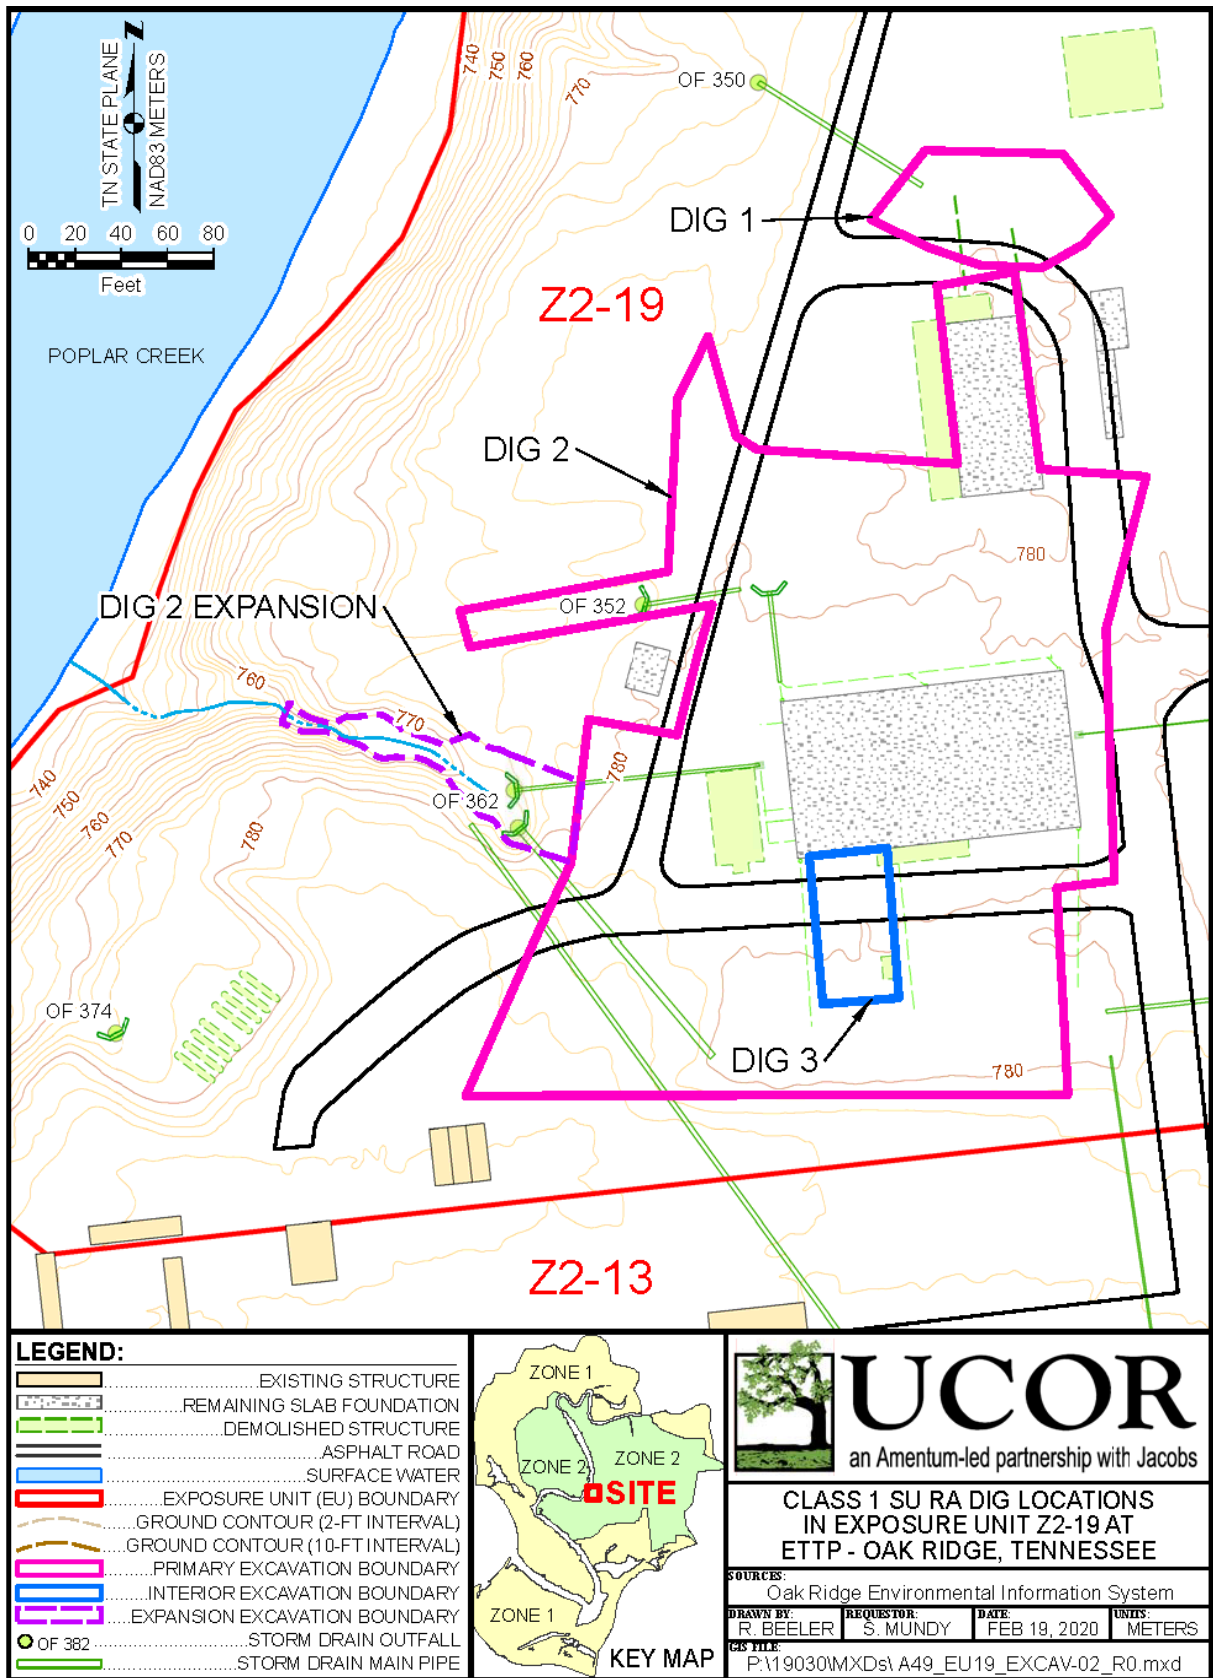 740
750
760
770
OF 350
TN STATE PLANE
NAD83 METERS
Z
0 20 40 60 80
Feet
DIG 1
Z2-19
POPLAR CREEK
DIG 2
780
DIG 2 EXPANSION
OF 352
760
770
780
740
750
760
770
780
OF 362
OF 374
DIG 3
780
Z2-13
LEGEND:
EXISTING STRUCTURE
REMAINING SLAB FOUNDATION
DEMOLISHED STRUCTURE
ASPHALT ROAD
SURFACE WATER
EXPOSURE UNIT (EU) BOUNDARY
GROUND CONTOUR (2-FT INTERVAL)
GROUND CONTOUR (10-FT INTERVAL)
PRIMARY EXCAVATION BOUNDARY
INTERIOR EXCAVATION BOUNDARY
EXPANSION EXCAVATION BOUNDARY
OF 382 STORM DRAIN OUTFALL
STORM DRAIN MAIN PIPE
ZONE 1
ZONE 2
ZONE 2
SITE
ZONE 1
KEY MAP
UCOR
an Amentum-led partnership with Jacobs
CLASS 1 SU RA DIG LOCATIONS
IN EXPOSURE UNIT Z2-19 AT
ETTP - OAK RIDGE, TENNESSEE
SOURCES:
Oak Ridge Environmental Information System
DRAWN BY: REQUESTOR: DATE: UNITS:
R. BEELER S. MUNDY FEB 19, 2020 METERS
GIS FILE:
P:\19030\MXDs\ A49_EU19_EXCAV-02_R0.mxd